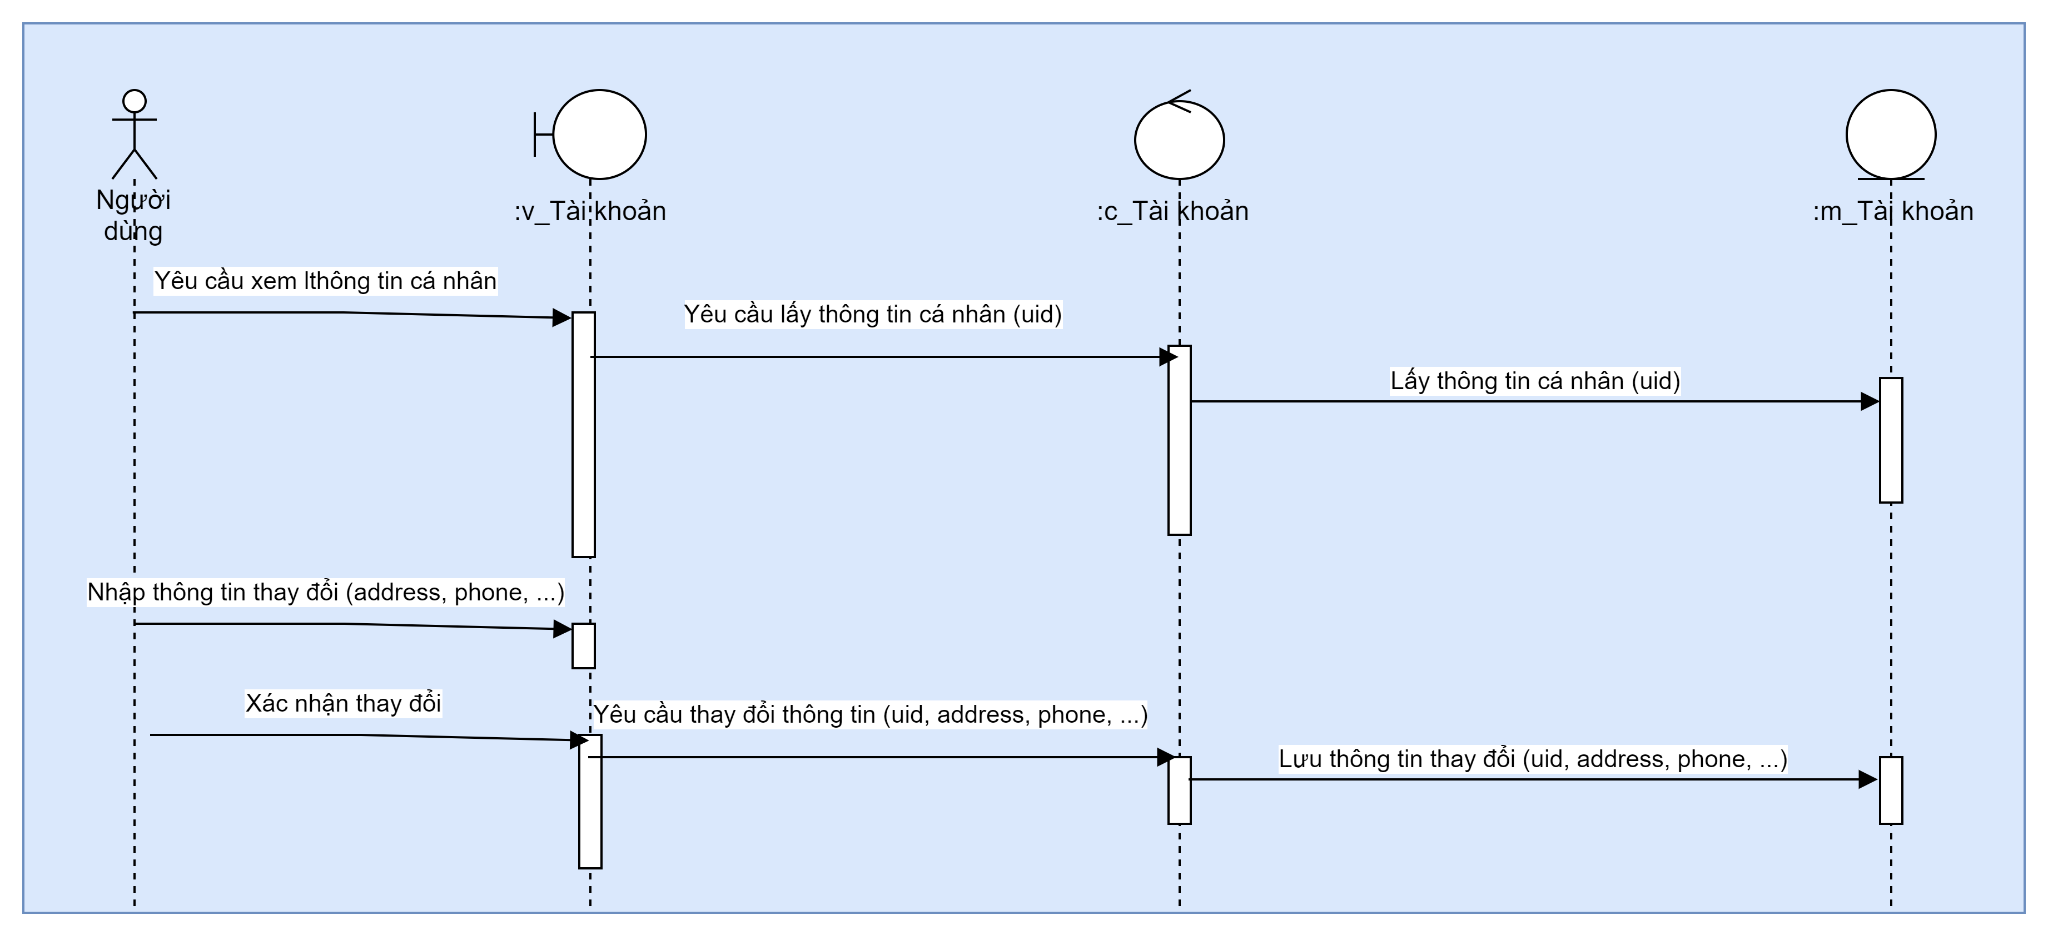 Người
dùng
:v_Tài khoản
:c_Tài khoản
:m_Tài khoản
Yêu cầu xem lthông tin cá nhân
Yêu cầu lấy thông tin cá nhân (uid)
Lấy thông tin cá nhân (uid)
Nhập thông tin thay đổi (address, phone, ...)
Xác nhận thay đổi
Yêu cầu thay đổi thông tin (uid, address, phone, ...)
Lưu thông tin thay đổi (uid, address, phone, ...)